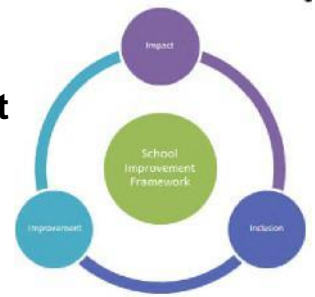 Impact
t
School
Improvement
Framework
Improvement
Inclusion